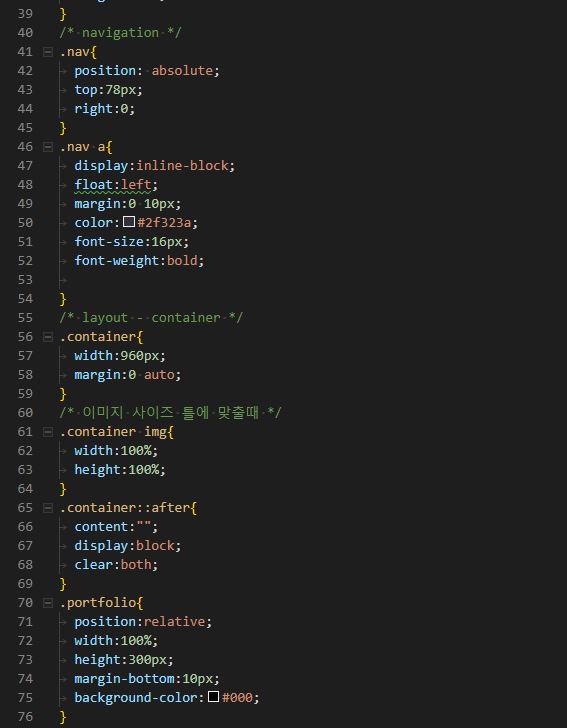 39 }
40 /* navigation */
41 .nav{
42 position: absolute;
43 top:78px;
44 right:0;
45 }
46 .nav a{
47 display:inline-block;
48 float:left;
49 margin:0 10px;
50 color:#2f323a;
51 font-size:16px;
52 font-weight:bold;
53
54 }
55 /* layout - container */
56 .container{
57 width:960px;
58 margin:0 auto;
59 }
60 /* 이미지 사이즈 틀에 맞출때 */
61 .container img{
62 width:100%;
63 height:100%;
64 }
65 .container::after{
66 content:"";
67 display:block;
68 clear:both;
69 }
70 .portfolio{
71 position:relative;
72 width:100%;
73 height:300px;
74 margin-bottom:10px;
75 background-color:#000;
76 }